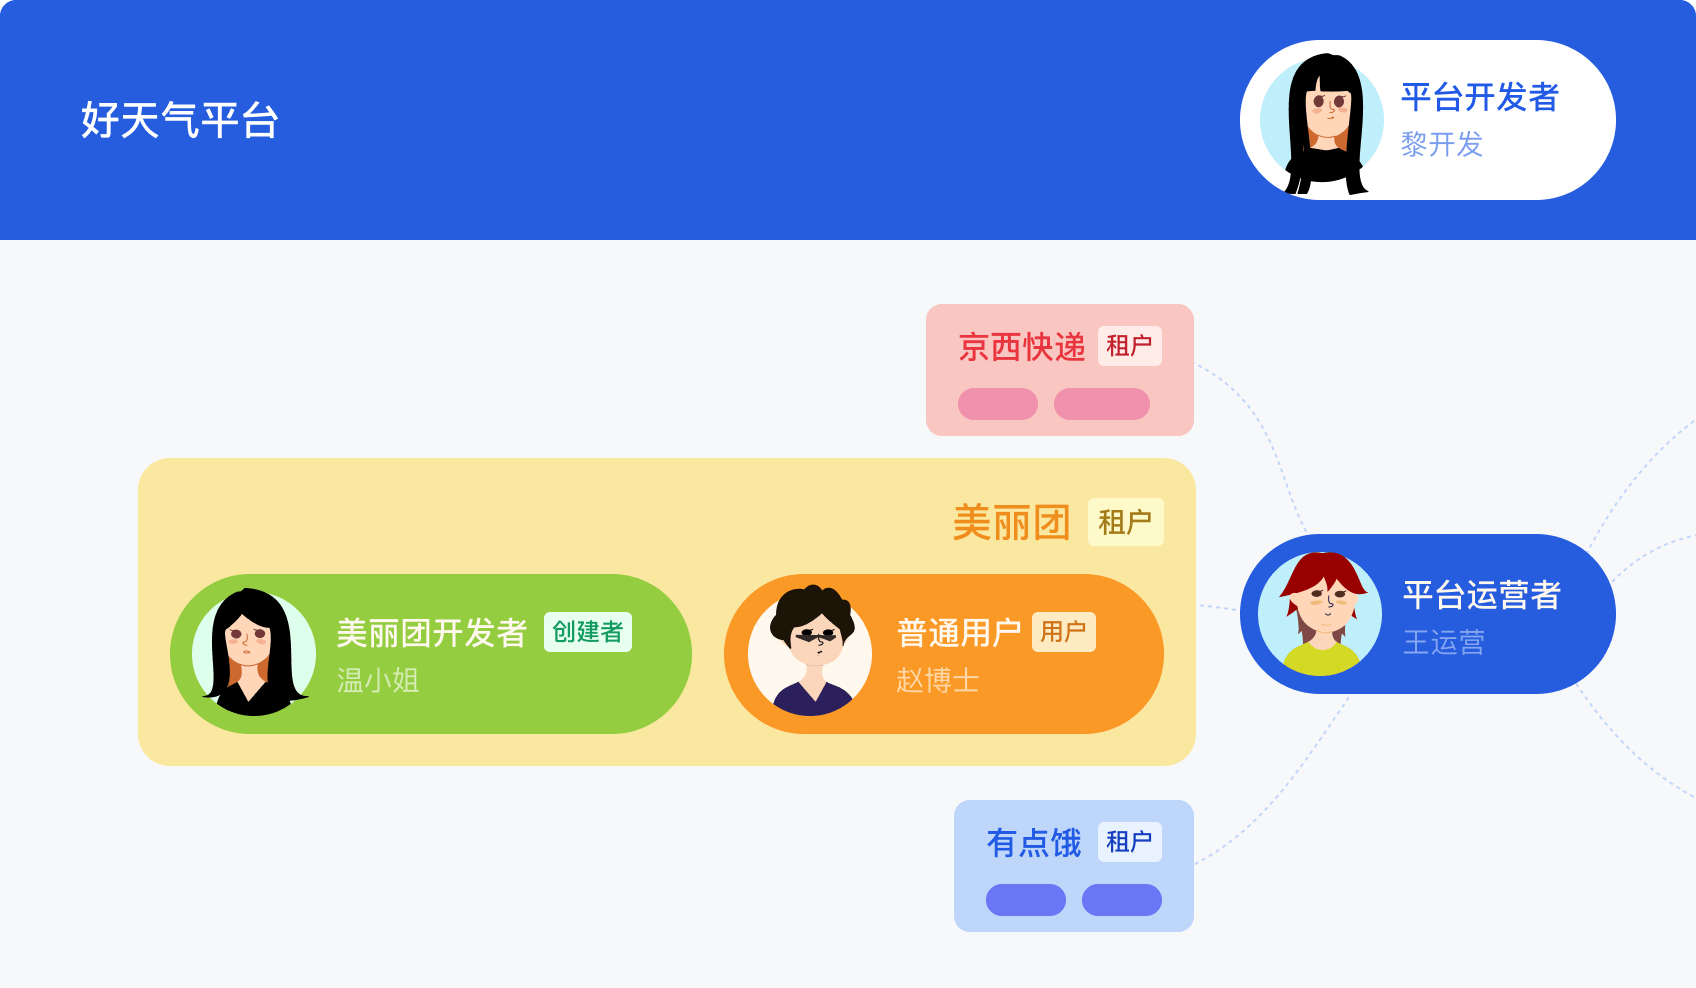 好天气平台
平台开发者
黎开发
京西快递 租户
美丽团 租户
美丽团开发者 创建者
温小姐
普通用户 用户
赵博士
平台运营者
王运营
有点饿 租户